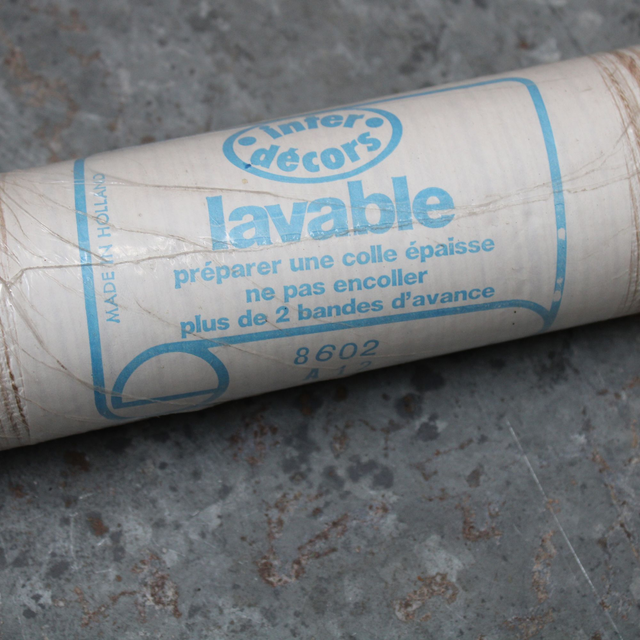 inter
décors
lavable
préparer une colle épaisse
ne pas encoller
plus de 2 bandes d'avance
MADE IN HOLLAND
8602
A 12